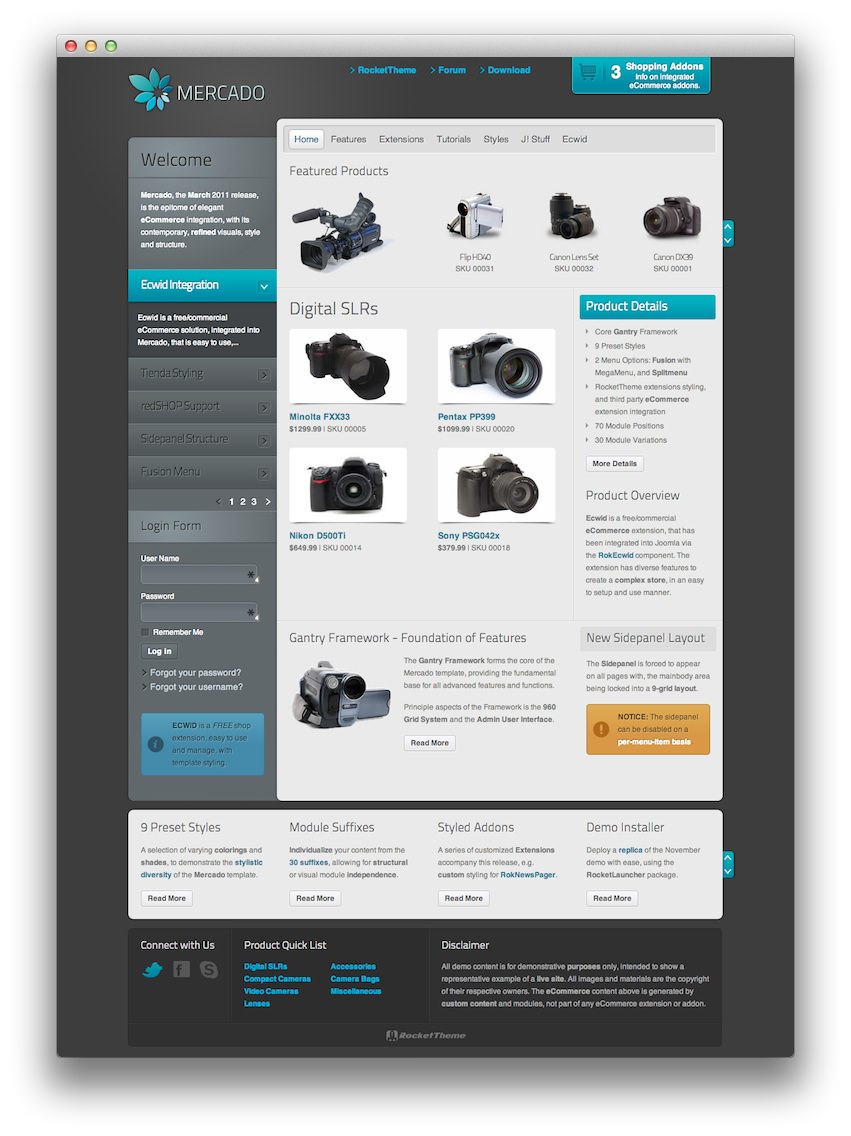 RocketTheme Forum Download
3 Shopping Addons
Info on integrated
eCommerce addons.
MERCADO
Home Features Extensions Tutorials Styles J! Stuff Ecwid
Welcome
Mercado, the March 2011 release,
is the epitome of elegant
eCommerce integration, with its
contemporary, refined visuals, style
and structure.
Ecwid Integration
Ecwid is a free/commercial
eCommerce solution, integrated into
Mercado, that is easy to use,...
Tienda Styling
redSHOP Support
Sidepanel Structure
Fusion Menu
< 1 2 3 >
Login Form
User Name
Password
Remember Me
Log in
Forgot your password?
Forgot your username?
ECWID is a FREE shop
extension, easy to use
and manage, with
template styling.
Featured Products
Flip HD40
SKU 00031
Canon Lens Set
SKU 00032
Canon DX39
SKU 00001
Digital SLRs
Minolta FXX33
$1299.99 | SKU 00005
Pentax PP399
$1099.99 | SKU 00020
Nikon D500Ti
$649.99 | SKU 00014
Sony PSG042x
$379.99 | SKU 00018
Product Details
Core Gantry Framework
9 Preset Styles
2 Menu Options: Fusion with
MegaMenu, and Splitmenu
RocketTheme extensions styling,
and third party eCommerce
extension integration
70 Module Positions
30 Module Variations
More Details
Product Overview
Ecwid is a free/commercial
eCommerce extension, that has
been integrated into Joomla via
the RokEcwid component. The
extension has diverse features to
create a complex store, in an easy
to setup and use manner.
Gantry Framework - Foundation of Features
The Gantry Framework forms the core of the
Mercado template, providing the fundamental
base for all advanced features and functions.
Principle aspects of the Framework is the 960
Grid System and the Admin User Interface.
Read More
New Sidepanel Layout
The Sidepanel is forced to appear
on all pages with, the mainbody area
being locked into a 9-grid layout.
NOTICE: The sidepanel
can be disabled on a
per-menu-item basis
9 Preset Styles
A selection of varying colorings and
shades, to demonstrate the stylistic
diversity of the Mercado template.
Read More
Module Suffixes
Individualize your content from the
30 suffixes, allowing for structural
or visual module independence.
Read More
Styled Addons
A series of customized Extensions
accompany this release, e.g.
custom styling for RokNewsPager.
Read More
Demo Installer
Deploy a replica of the November
demo with ease, using the
RocketLauncher package.
Read More
Connect with Us
Product Quick List
Digital SLRs
Compact Cameras
Video Cameras
Lenses
Accessories
Camera Bags
Miscellaneous
Disclaimer
All demo content is for demonstrative purposes only, intended to show a
representative example of a live site. All images and materials are the copyright
of their respective owners. The eCommerce content above is generated by
custom content and modules, not part of any eCommerce extension or addon.
RocketTheme